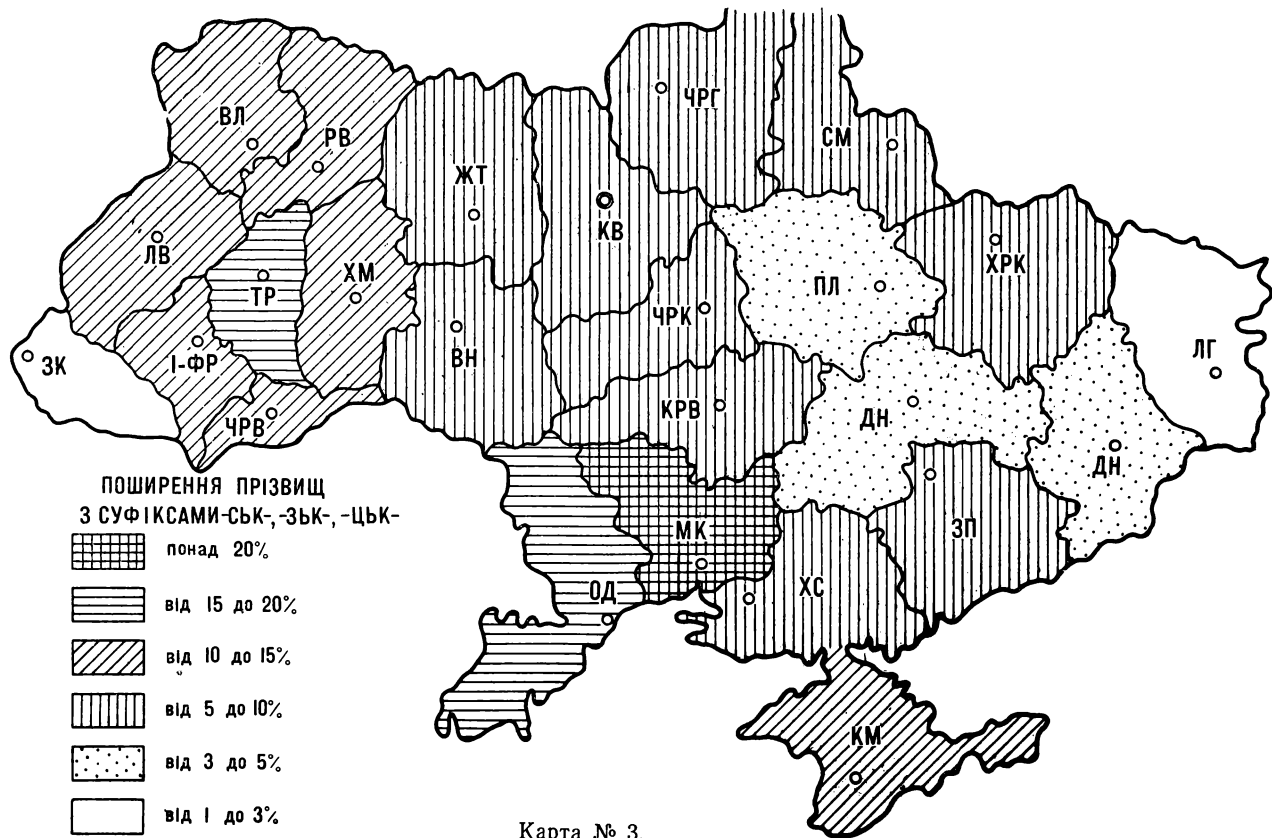 ВЛ
РВ
ЖТ
ЧРГ
СМ
ЛВ
ТР
ХМ
КВ
ПЛ
ХРК
ЗК
І-ФР
ЧРВ
ВН
ЧРК
КРВ
ДН
ЛГ
ДН
МК
ОД
ХС
ЗП
КМ
ПОШИРЕННЯ ПРІЗВИЩ
З СУФІКСАМИ-СЬК-,-ЗЬК-, -ЦЬК-
понад 20%
від 15 до 20%
від 10 до 15%
від 5 до 10%
від 3 до 5%
від 1 до 3%
Карта № 3